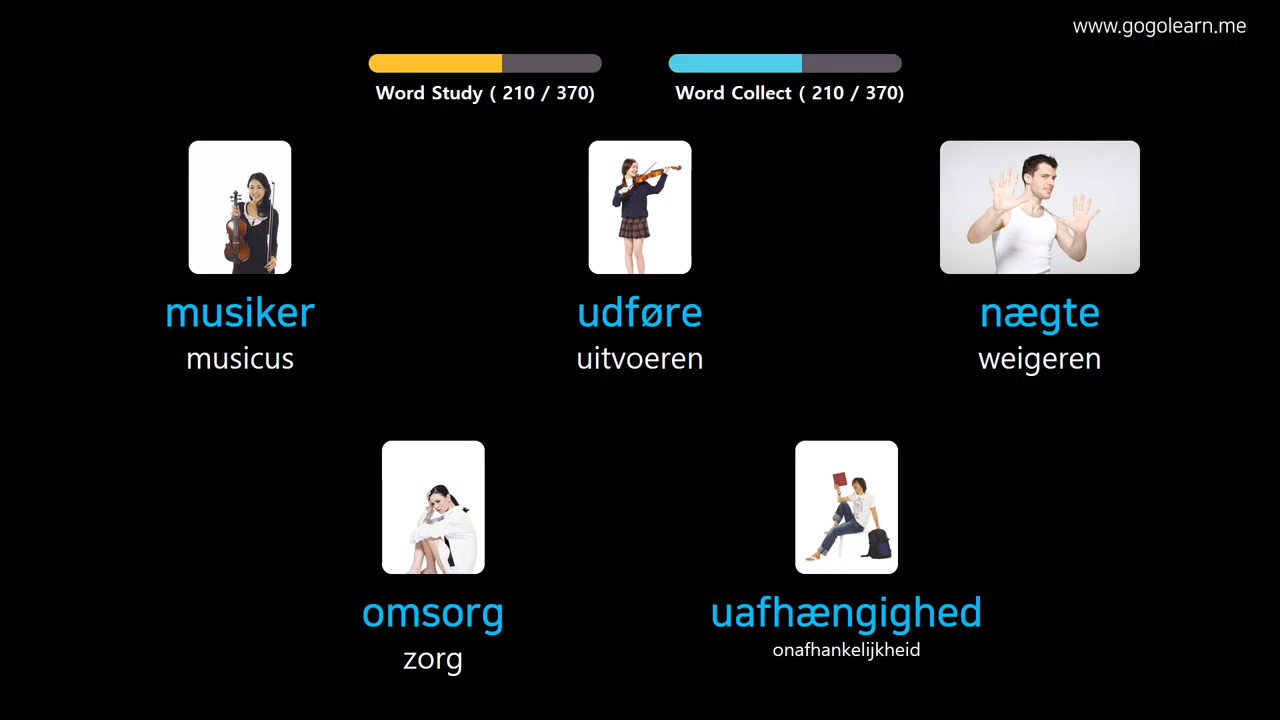 www.gogolearn.me
Word Study ( 210 / 370)
Word Collect ( 210 / 370)
musiker
musicus
udføre
uitvoeren
nægte
weigeren
omsorg
zorg
uafhængighed
onafhankelijkheid